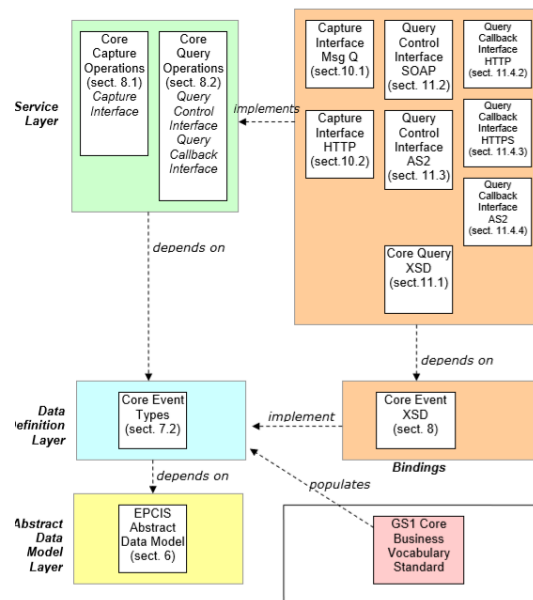 Core
Capture
Operations
(sect. 8.1)
Capture
Interface
Core
Query
Operations
(sect. 8.2)
Query
Control
Interface
Query
Callback
Interface
Service
Layer
implements
Capture
Interface
Msg Q
(sect.10.1)
Query
Control
Interface
SOAP
(sect. 11.2)
Query
Callback
Interface
HTTP
(sect. 11.4.2)
Capture
Interface
HTTP
(sect.10.2)
Query
Control
Interface
AS2
(sect. 11.3)
Query
Callback
Interface
HTTPS
(sect. 11.4.3)
Query
Callback
Interface
AS2
(sect. 11.4.4)
Core Query
XSD
(sect.11.1)
depends on
depends on
Data
Definition
Layer
Core Event
Types
(sect. 7.2)
implement
Core Event
XSD
(sect. 8)
Bindings
depends on
populates
Abstract
Data
Model
Layer
EPCIS
Abstract
Data Model
(sect. 6)
GS1 Core
Business
Vocabulary
Standard